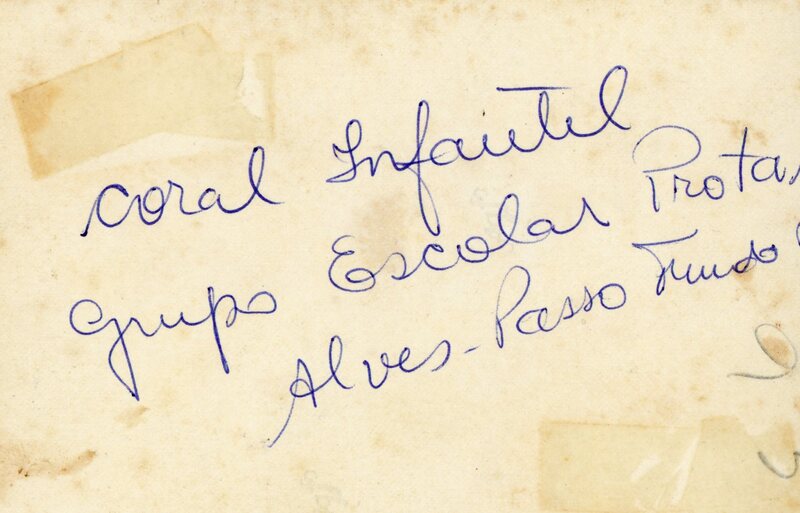 Coral Infantil
Grupo Escolar Prota
Alves-Passo Fundo